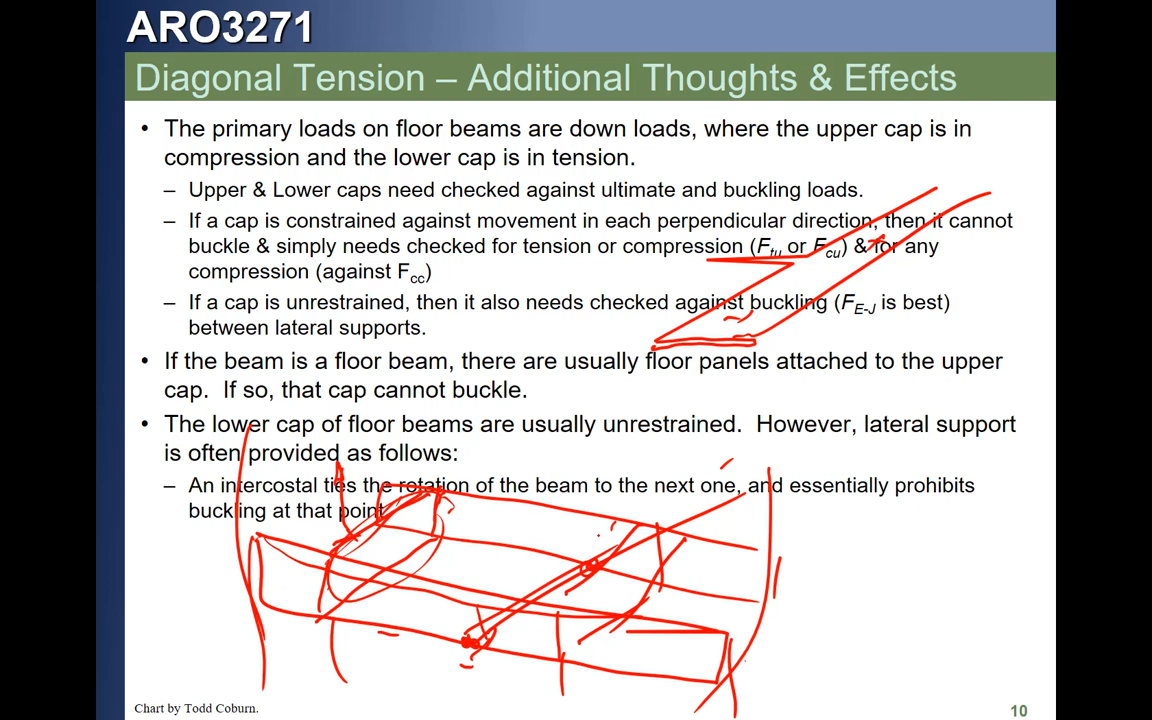 ARO3271
Diagonal Tension – Additional Thoughts & Effects
• The primary loads on floor beams are down loads, where the upper cap is in
compression and the lower cap is in tension.
– Upper & Lower caps need checked against ultimate and buckling loads.
– If a cap is constrained against movement in each perpendicular direction, then it cannot
buckle & simply needs checked for tension or compression (Ftu or Fcu) & for any
compression (against Fcc)
– If a cap is unrestrained, then it also needs checked against buckling (FE-J is best)
between lateral supports.
• If the beam is a floor beam, there are usually floor panels attached to the upper
cap. If so, that cap cannot buckle.
• The lower cap of floor beams are usually unrestrained. However, lateral support
is often provided as follows:
– An intercostal ties the rotation of the beam to the next one, and essentially prohibits
buckling at that point
Chart by Todd Coburn.
10